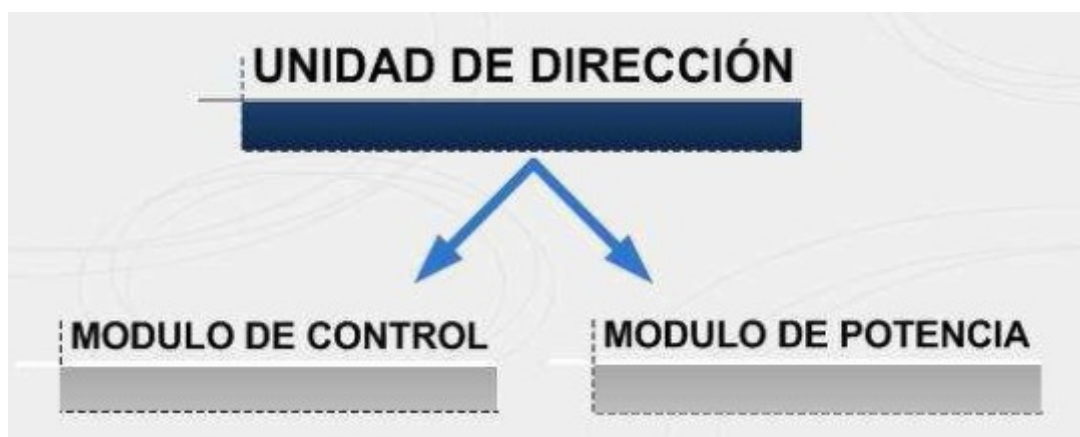 UNIDAD DE DIRECCIÓN
MODULO DE CONTROL
MODULO DE POTENCIA